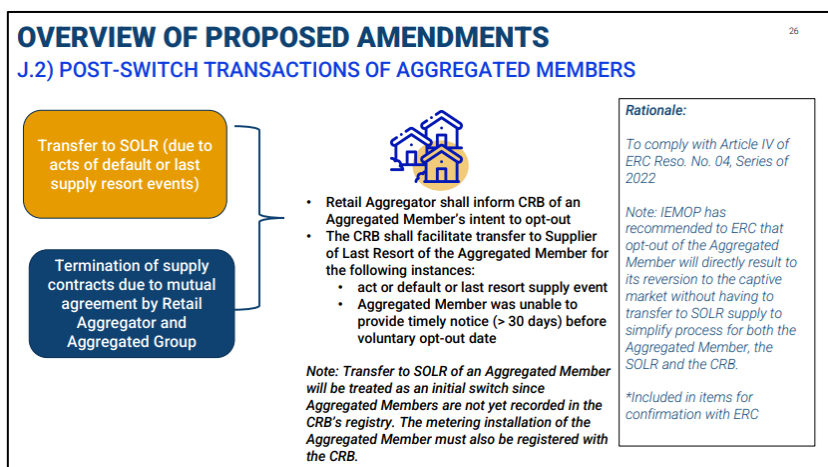 OVERVIEW OF PROPOSED AMENDMENTS
26
J.2) POST-SWITCH TRANSACTIONS OF AGGREGATED MEMBERS
Transfer to SOLR (due to
acts of default or last
supply resort events)
Termination of supply
contracts due to mutual
agreement by Retail
Aggregator and
Aggregated Group
• Retail Aggregator shall inform CRB of an
Aggregated Member's intent to opt-out
• The CRB shall facilitate transfer to Supplier
of Last Resort of the Aggregated Member for
the following instances:
• act or default or last resort supply event
• Aggregated Member was unable to
provide timely notice (> 30 days) before
voluntary opt-out date
Note: Transfer to SOLR of an Aggregated Member
will be treated as an initial switch since
Aggregated Members are not yet recorded in the
CRB's registry. The metering installation of the
Aggregated Member must also be registered with
the CRB.
Rationale:
To comply with Article IV of
ERC Reso. No. 04, Series of
2022
Note: IEMOP has
recommended to ERC that
opt-out of the Aggregated
Member will directly result to
its reversion to the captive
market without having to
transfer to SOLR supply to
simplify process for both the
Aggregated Member, the
SOLR and the CRB.
*Included in items for
confirmation with ERC